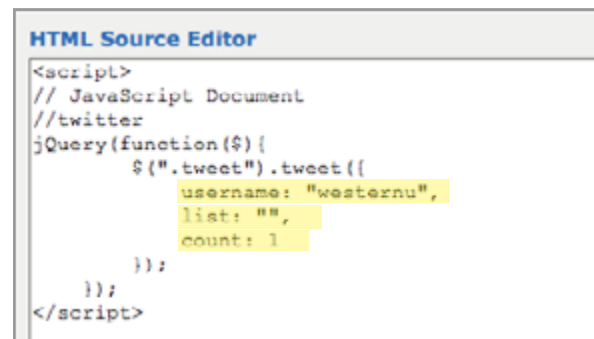 HTML Source Editor
<script>
// JavaScript Document
//twitter
jQuery(function($){
$(".tweet").tweet({
username: "westernu",
list: "",
count: 1
});
});
</script>